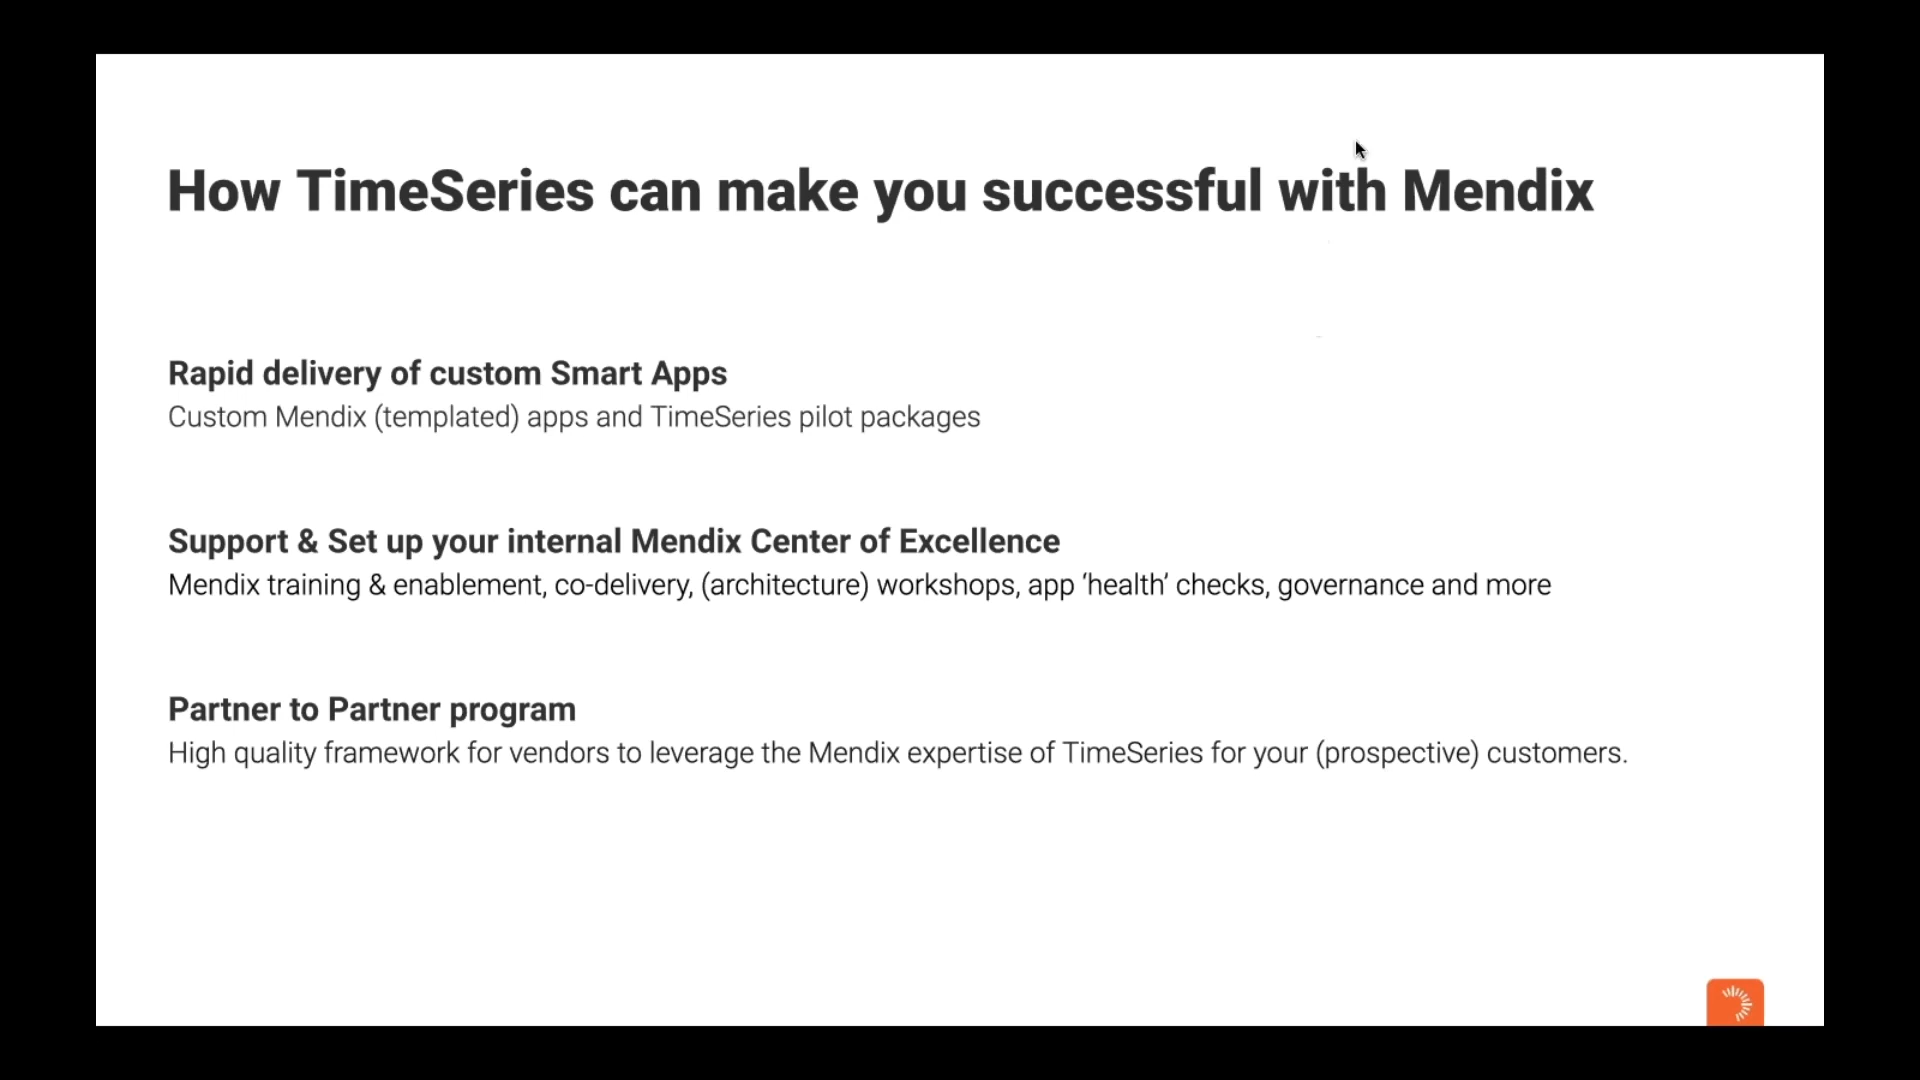 How TimeSeries can make you successful with Mendix
Rapid delivery of custom Smart Apps
Custom Mendix (templated) apps and TimeSeries pilot packages
Support & Set up your internal Mendix Center of Excellence
Mendix training & enablement, co-delivery, (architecture) workshops, app ‘health’ checks, governance and more
Partner to Partner program
High quality framework for vendors to leverage the Mendix expertise of TimeSeries for your (prospective) customers.